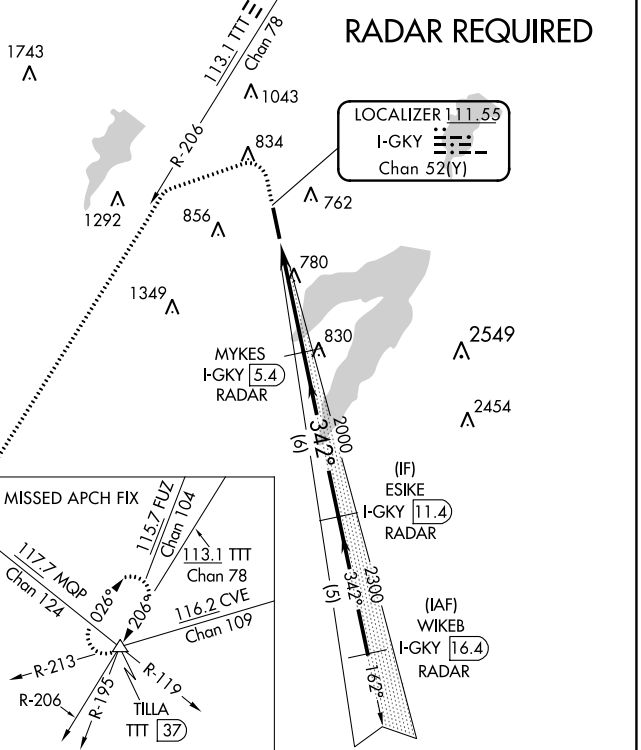 RADAR REQUIRED
1743
113.1 TTT
Chan 78
1043
R-206
LOCALIZER 111.55
I-GKY
Chan 52(Y)
834
1292
856
762
780
1349
830
2549
MYKES
I-GKY 5.4
RADAR
2454
342°
2000
(6)
(IF)
ESIKE
I-GKY 11.4
RADAR
342°
2300
(5)
(IAF)
WIKEB
I-GKY 16.4
RADAR
162°
MISSED APCH FIX
115.7 FUZ
Chan 104
113.1 TTT
Chan 78
117.7 MQP
Chan 124
026°
206°
116.2 CVE
Chan 109
R-213
R-206
R-195
R-119
TILLA
TTT 37